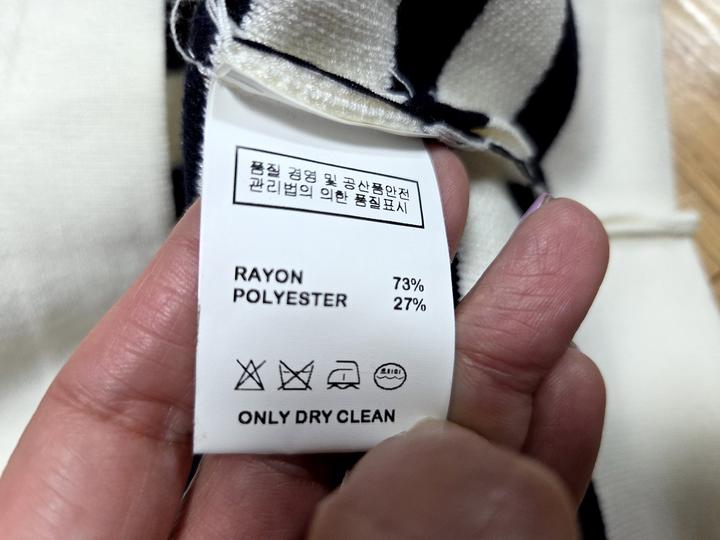 품질 경영 및 공산품안전
관리법의 의한 품질표시
RAYON 73%
POLYESTER 27%
ONLY DRY CLEAN